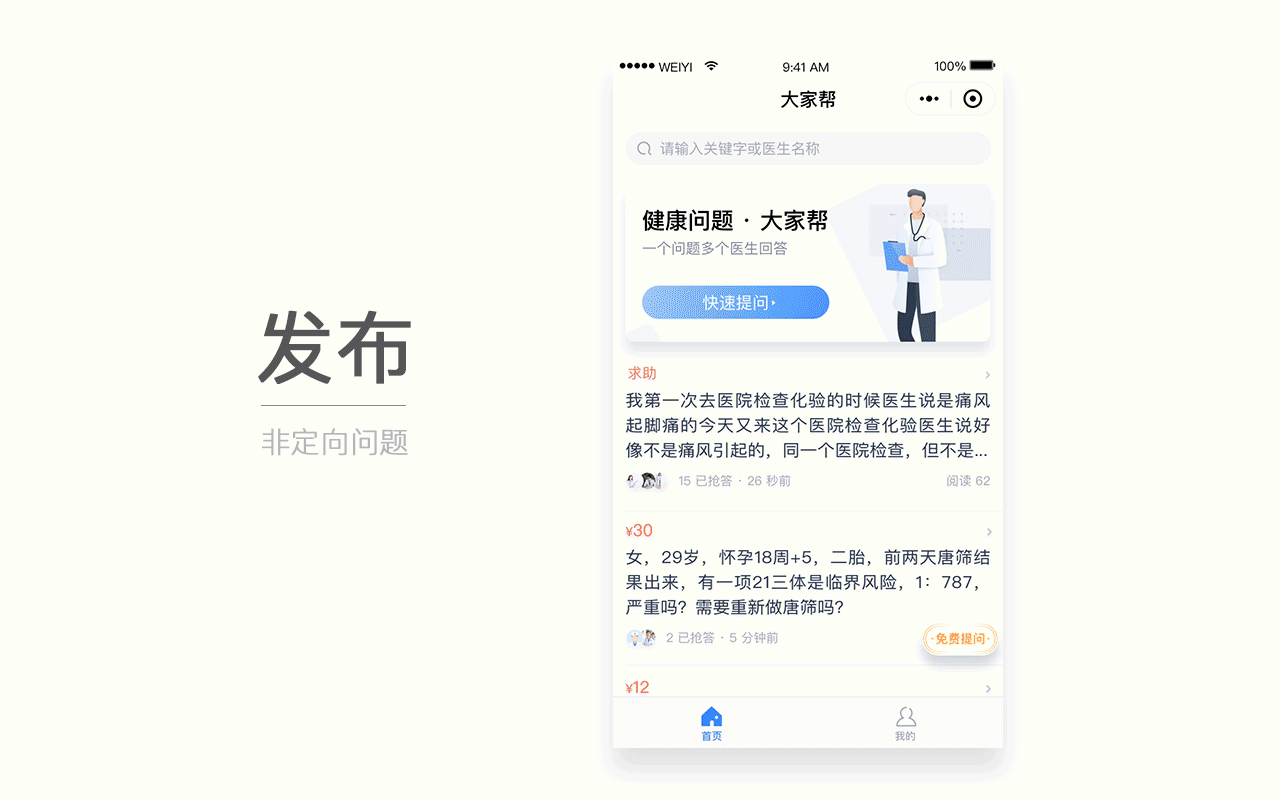 发布
非定向问题
WEIYI
9:41 AM
100%
大家帮
请输入关键字或医生名称
健康问题 · 大家帮
一个问题多个医生回答
快速提问
求助
我第一次去医院检查化验的时候医生说是痛风
起脚痛的今天又来这个医院检查化验医生说好
像不是痛风引起的，同一个医院检查，但不是...
15 已抢答 · 26 秒前
阅读 62
¥30
女，29岁，怀孕18周+5，二胎，前两天唐筛结
果出来，有一项21三体是临界风险，1：787，
严重吗？需要重新做唐筛吗？
2 已抢答 · 5 分钟前
·免费提问·
¥12
首页
我的